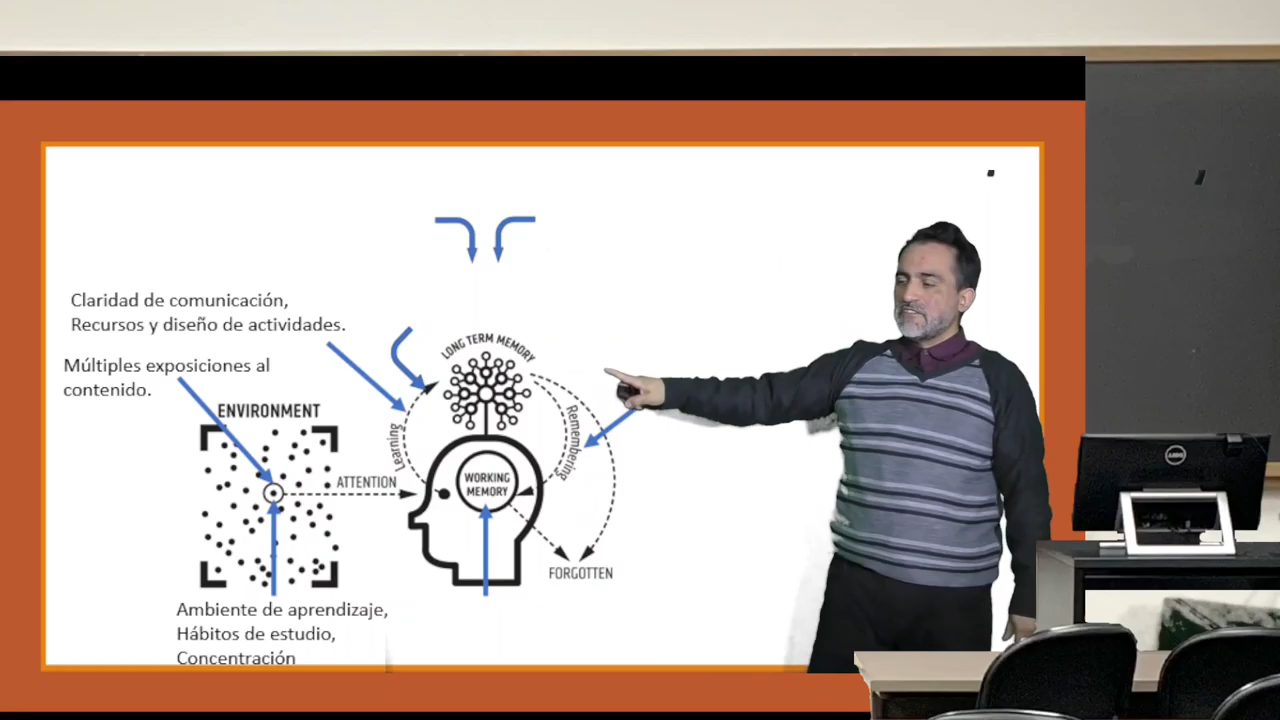 Claridad de comunicación,
Recursos y diseño de actividades.
Múltiples exposiciones al
contenido.
ENVIRONMENT
ATTENTION
Learning
LONG TERM MEMORY
Remembering
WORKING
MEMORY
FORGOTTEN
Ambiente de aprendizaje,
Hábitos de estudio,
Concentración